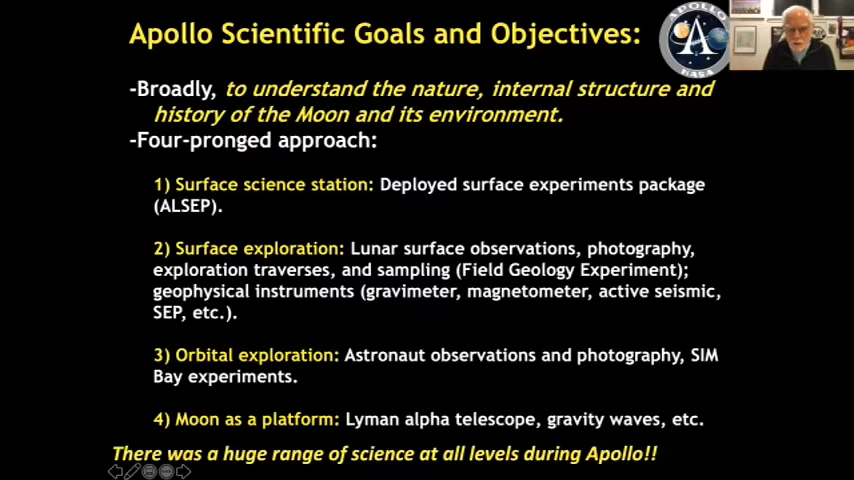 Apollo Scientific Goals and Objectives:
APOLLO
A
NASA
-Broadly, to understand the nature, internal structure and
history of the Moon and its environment.
-Four-pronged approach:
1) Surface science station: Deployed surface experiments package
(ALSEP).
2) Surface exploration: Lunar surface observations, photography,
exploration traverses, and sampling (Field Geology Experiment);
geophysical instruments (gravimeter, magnetometer, active seismic,
SEP, etc.).
3) Orbital exploration: Astronaut observations and photography, SIM
Bay experiments.
4) Moon as a platform: Lyman alpha telescope, gravity waves, etc.
There was a huge range of science at all levels during Apollo!!